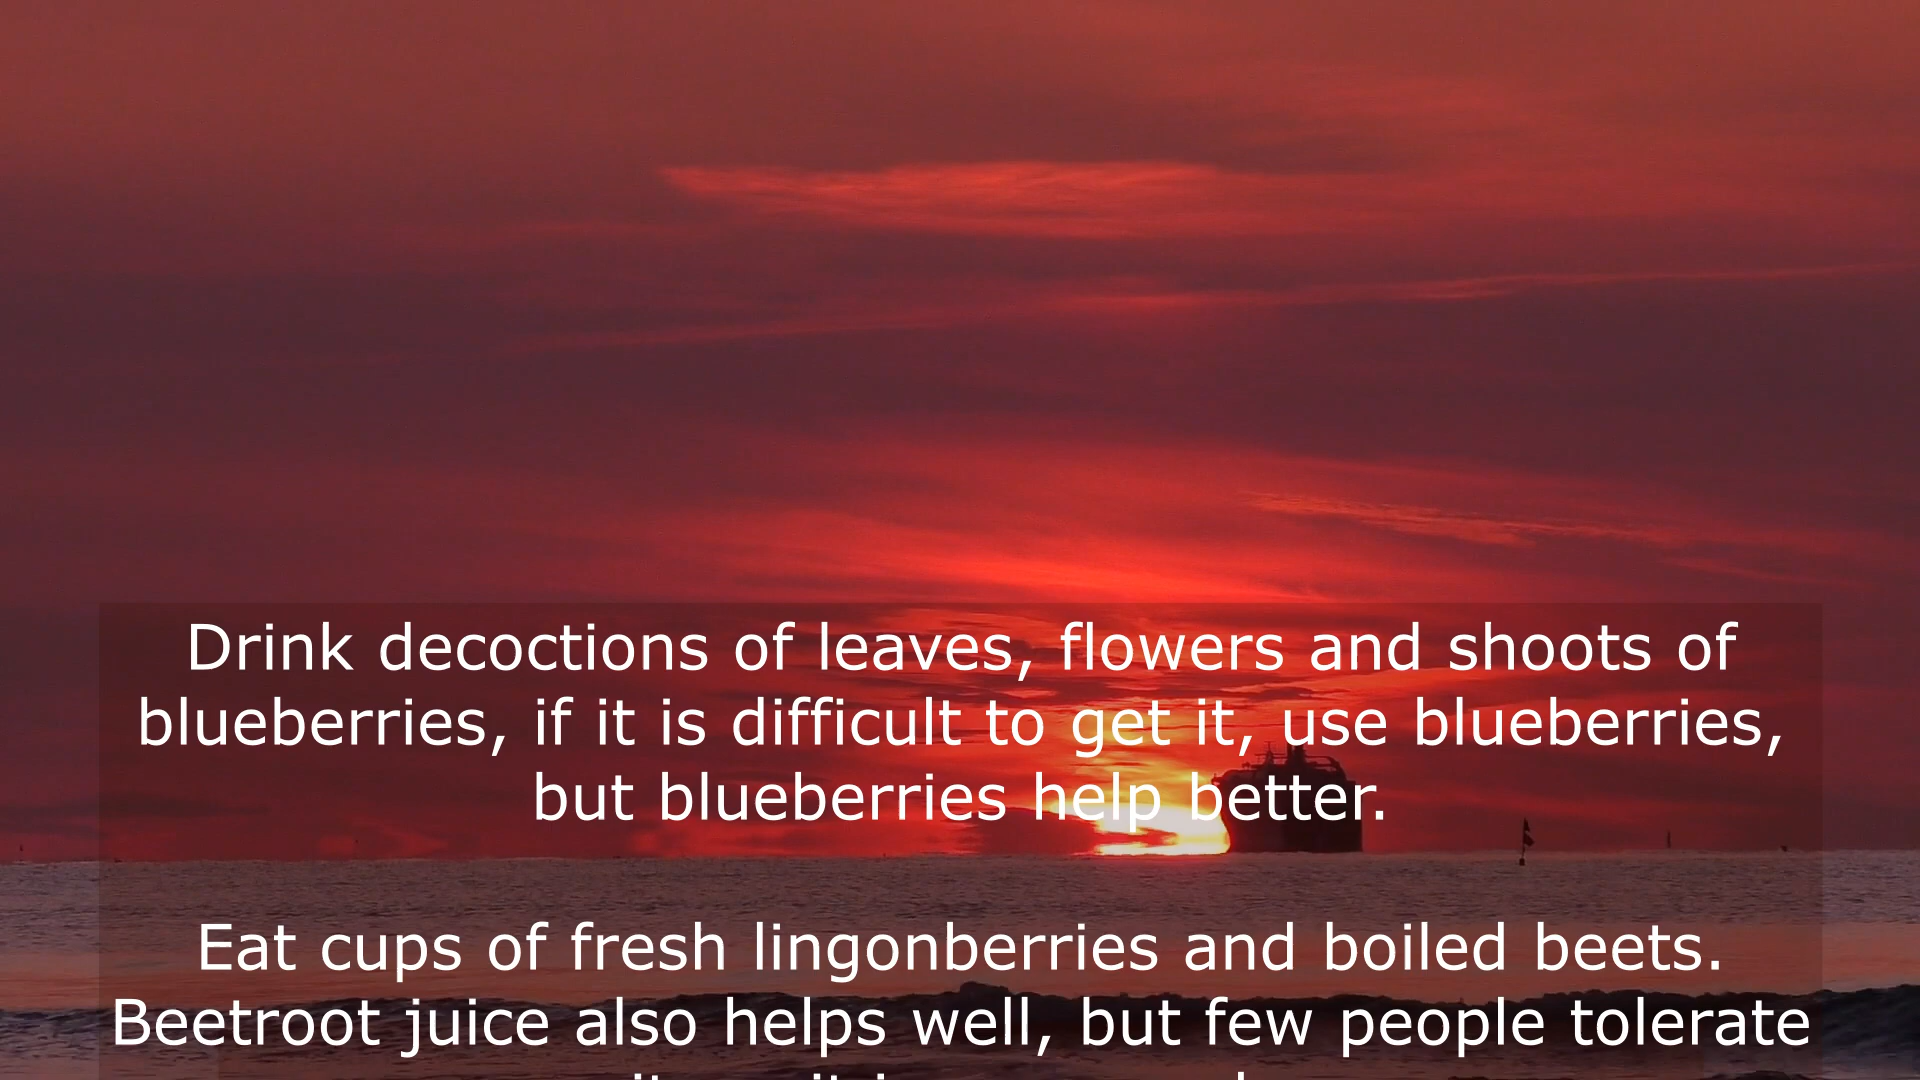 Drink decoctions of leaves, flowers and shoots of
blueberries, if it is difficult to get it, use blueberries,
but blueberries help better.
Eat cups of fresh lingonberries and boiled beets.
Beetroot juice also helps well, but few people tolerate